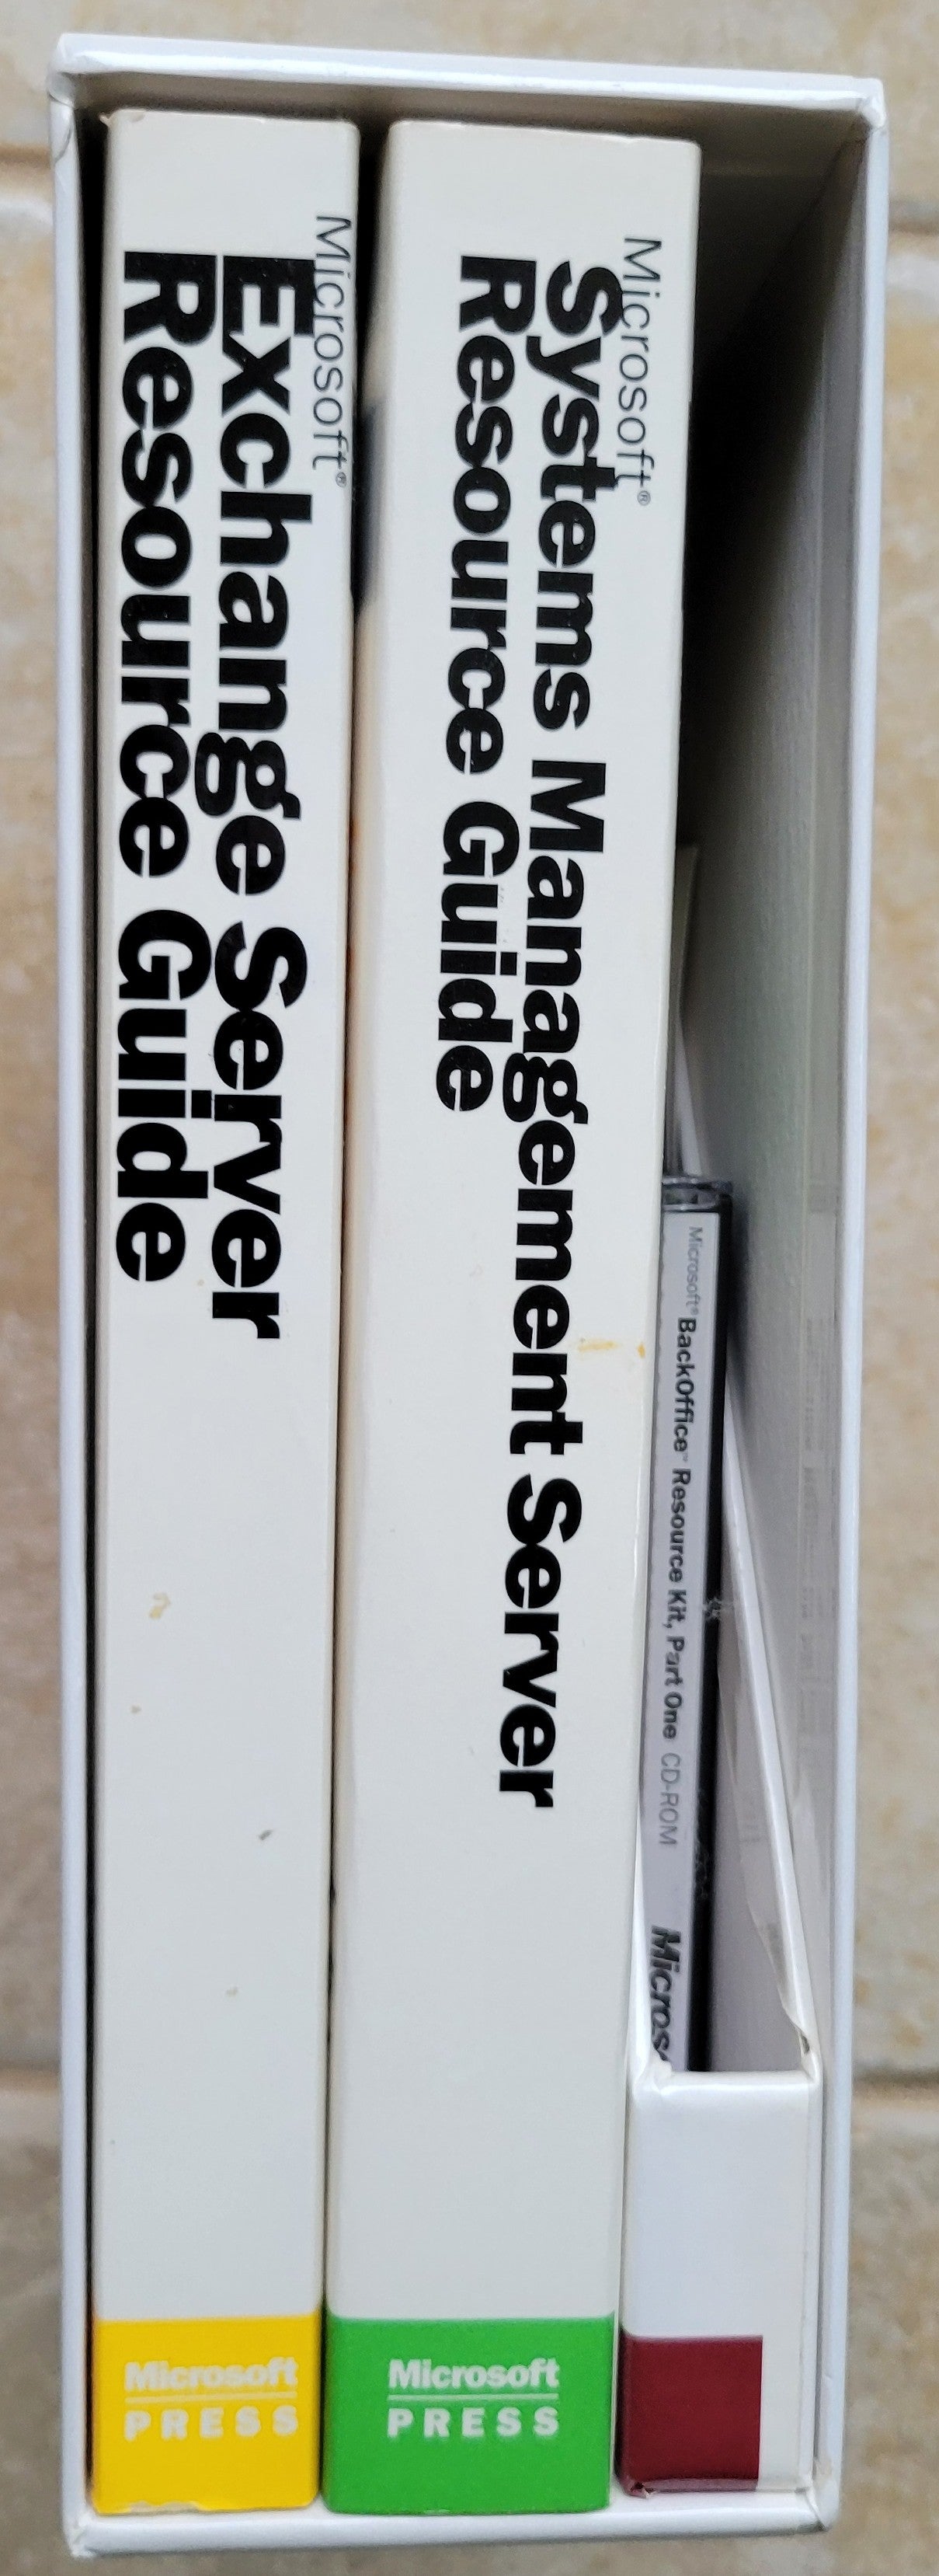 Microsoft®
Exchange Server
Resource Guide
Microsoft
PRESS
Microsoft®
Systems Management Server
Resource Guide
Microsoft
PRESS
Microsoft® BackOffice™ Resource Kit, Part One CD-ROM